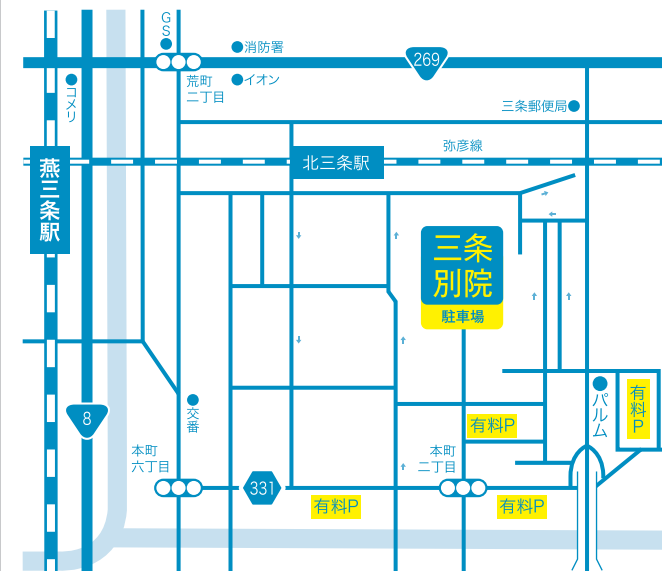 GS
消防署
269
コメリ
荒町
二丁目
イオン
三条郵便局
弥彦線
北三条駅
燕三条駅
三条
別院
駐車場
8
交番
有料P
パルム
有料P
本町
六丁目
本町
二丁目
331
有料P
有料P